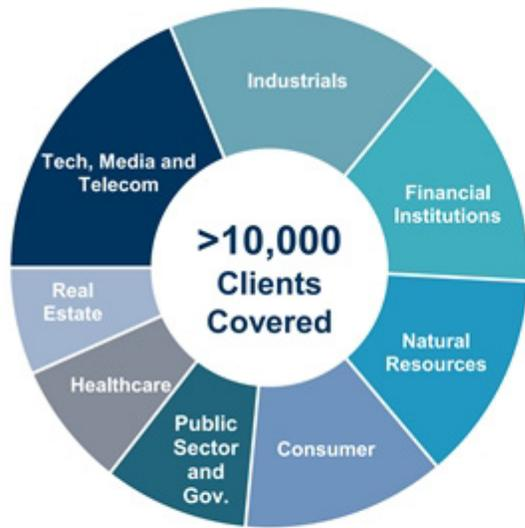 Industrials
Tech, Media and
Telecom
Financial
Institutions
>10,000
Clients
Covered
Real
Estate
Natural
Resources
Healthcare
Public
Sector
and
Gov.
Consumer